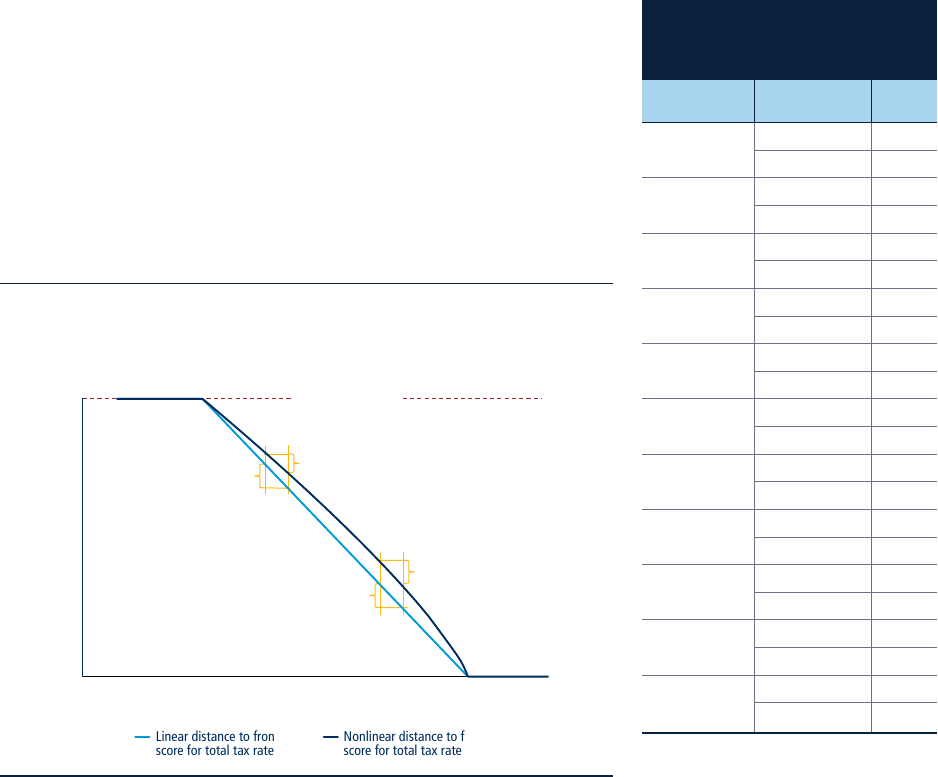 Linear distance to fron
score for total tax rate
Nonlinear distance to f
score for total tax rate